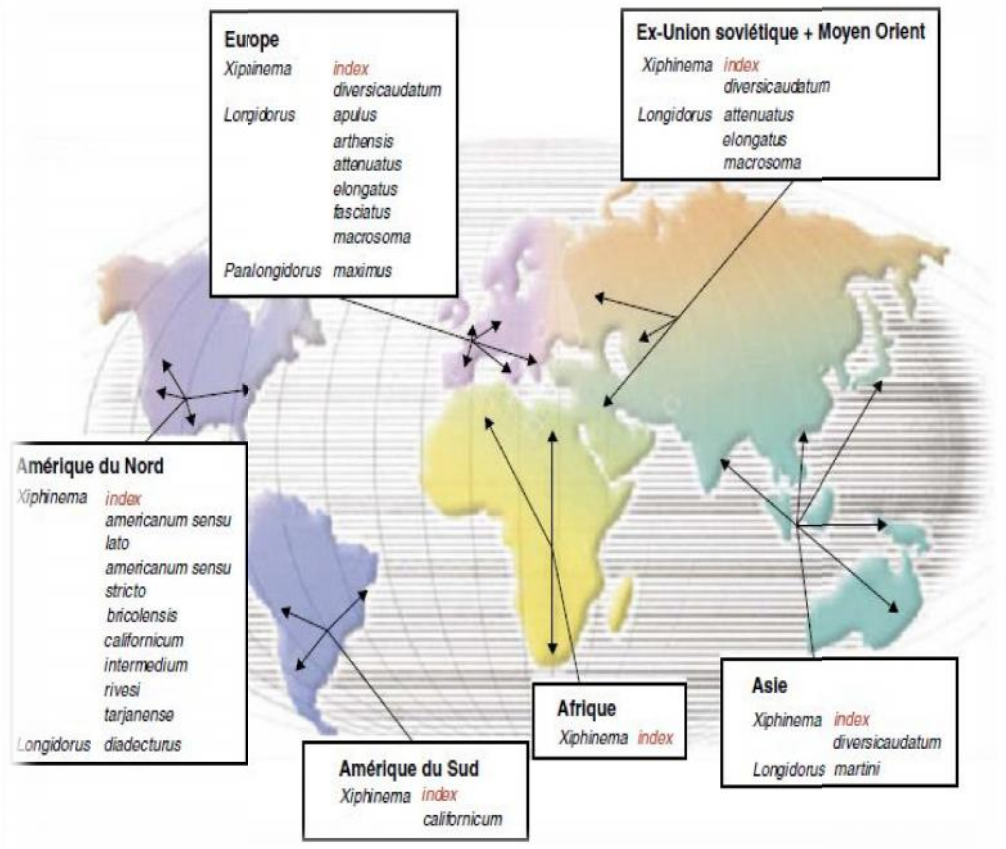 Europe
Xiphinema index
diversicaudatum
Longidorus apulus
arthensis
attenuatus
elongatus
fasciatus
macrosoma
Paralongidorus maximus
Ex-Union soviétique + Moyen Orient
Xiphinema index
diversicaudatum
Longidorus attenuatus
elongatus
macrosoma
Amérique du Nord
Xiphinema index
americanum sensu
lato
americanum sensu
stricto
bricolensis
californicum
intermedium
rivesi
tarjanense
Longidorus diadecturus
Amérique du Sud
Xiphinema index
californicum
Afrique
Xiphinema index
Asie
Xiphinema index
diversicaudatum
Longidorus martini